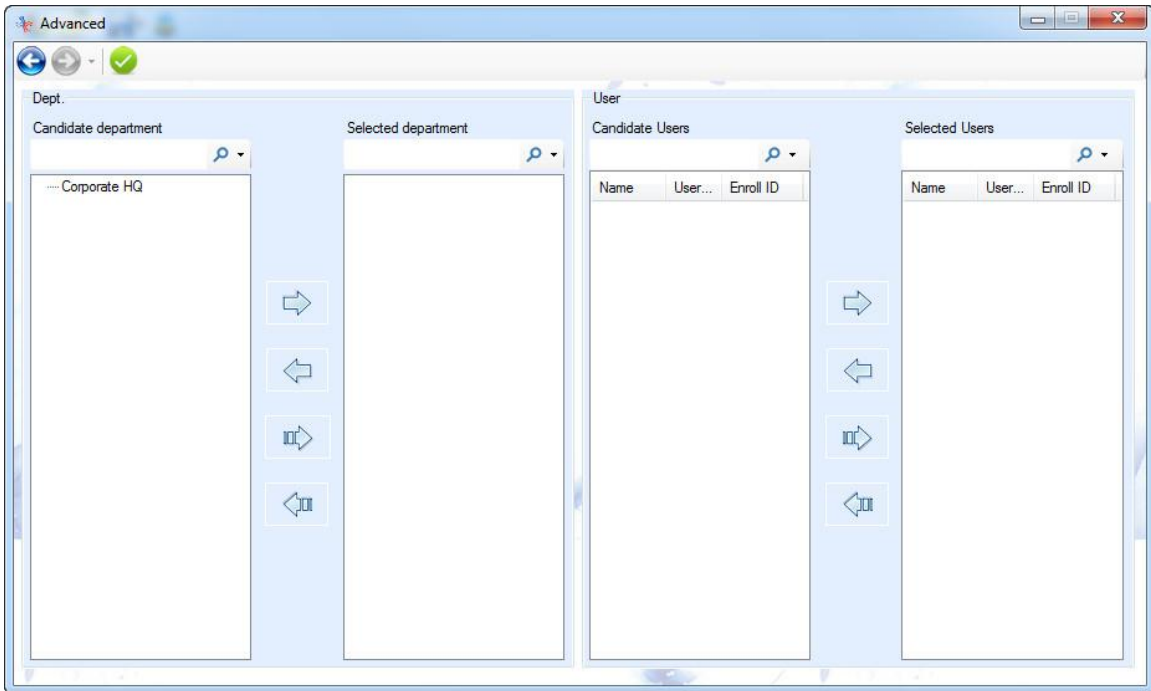 Advanced
Dept.
User
Candidate department
Selected department
Candidate Users
Selected Users
Corporate HQ
Name User... Enroll ID
Name User... Enroll ID